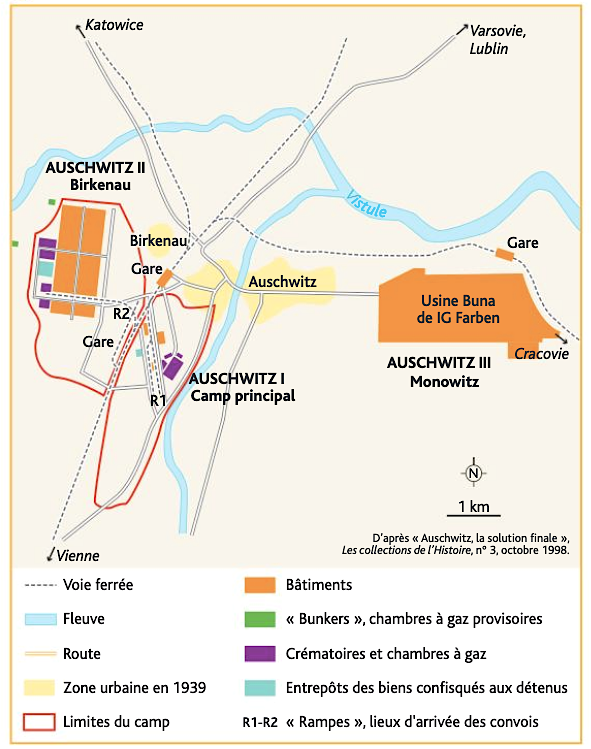 Katowice
Varsovie,
Lublin
AUSCHWITZ II
Birkenau
Vistule
Birkenau
Gare
Gare
Auschwitz
Usine Buna
de IG Farben
R2
Gare
Cracovie
AUSCHWITZ III
Monowitz
AUSCHWITZ I
Camp principal
R1
N
1 km
D'après « Auschwitz, la solution finale »,
Les collections de l'Histoire, n° 3, octobre 1998.
Vienne
Voie ferrée
Fleuve
Route
Zone urbaine en 1939
Limites du camp
Bâtiments
« Bunkers », chambres à gaz provisoires
Crématoires et chambres à gaz
Entrepôts des biens confisqués aux détenus
R1-R2 « Rampes », lieux d'arrivée des convois